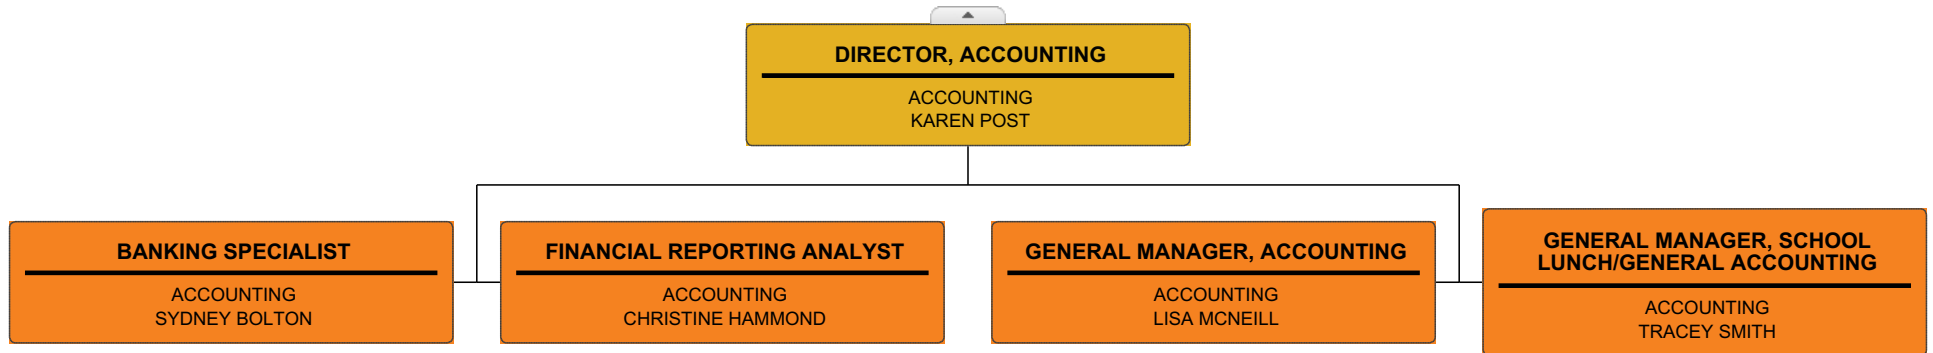 DIRECTOR, ACCOUNTING
ACCOUNTING
KAREN POST
BANKING SPECIALIST
ACCOUNTING
SYDNEY BOLTON
FINANCIAL REPORTING ANALYST
ACCOUNTING
CHRISTINE HAMMOND
GENERAL MANAGER, ACCOUNTING
ACCOUNTING
LISA MCNEILL
GENERAL MANAGER, SCHOOL
LUNCH/GENERAL ACCOUNTING
ACCOUNTING
TRACEY SMITH